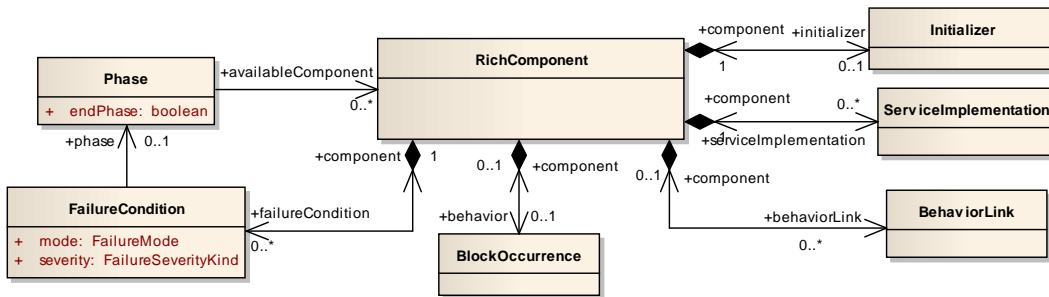 Phase
+ endPhase: boolean
+availableComponent
0..*
RichComponent
+component
1
+initializer
0..1
Initializer
+component
1
0..*
+serviceImplementation
ServiceImplementation
+phase
0..1
FailureCondition
+ mode: FailureMode
+ severity: FailureSeverityKind
+component
1
+failureCondition
0..*
0..1
+component
+behavior
0..1
BlockOccurrence
0..1
+component
+behaviorLink
0..*
BehaviorLink